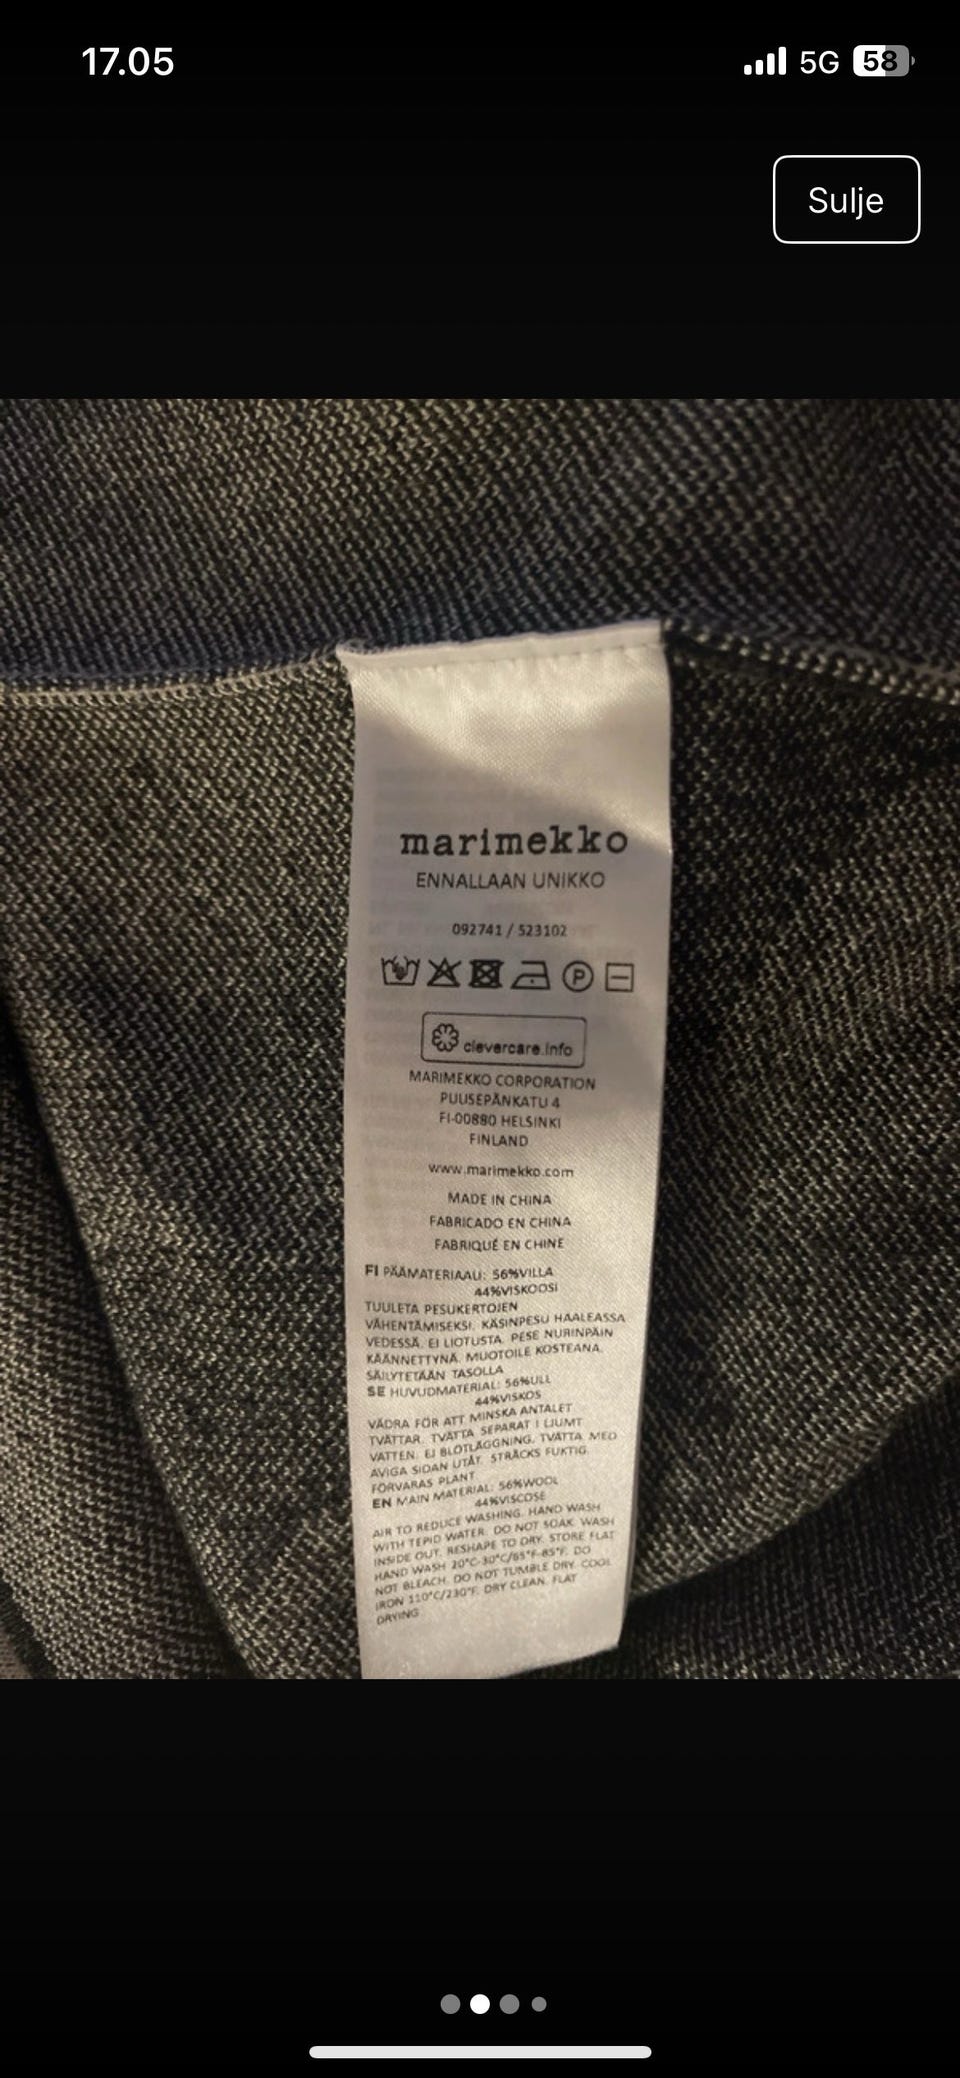 17.05
5G 58
Sulje
marimekko
ENNALLAAN UNIKKO
092741 / 523102
P
clevercare.info
MARIMEKKO CORPORATION
PUUSEPÄNKATU 4
FI-00880 HELSINKI
FINLAND
www.marimekko.com
MADE IN CHINA
FABRICADO EN CHINA
FABRIQUÉ EN CHINE
FI PÄÄMATERIAALI: 56%VILLA
44%VISKOOSI
TUULETA PESUKERTOJEN
VÄHENTÄMISEKSI. KÄSINPESU HAALEASSA
VEDESSÄ. EI LIOTUSTA. PESE NURINPÄIN
KÄÄNNETTYNÄ. MUOTOILE KOSTEANA.
SÄILYTETÄÄN TASOLLA
SE HUVUDMATERIAL: 56%ULL
44%VISKOS
VÄDRA FÖR ATT MINSKA ANTALET
TVÄTTAR. TVÄTTA SEPARAT I LJUMT
VATTEN. EJ BLÖTLÄGGNING. TVÄTTA MED
AVIGA SIDAN UTÅT. STRÄCKS FUKTIG.
FÖRVARAS PLANT.
EN MAIN MATERIAL: 56%WOOL
44%VISCOSE
AIR TO REDUCE WASHING. HAND WASH
WITH TEPID WATER. DO NOT SOAK. WASH
INSIDE OUT. RESHAPE TO DRY. STORE FLAT
HAND WASH 20°C-30°C/65°F-85°F. DO
NOT BLEACH. DO NOT TUMBLE DRY. COOL
IRON 110°C/230°F. DRY CLEAN. FLAT
DRYING